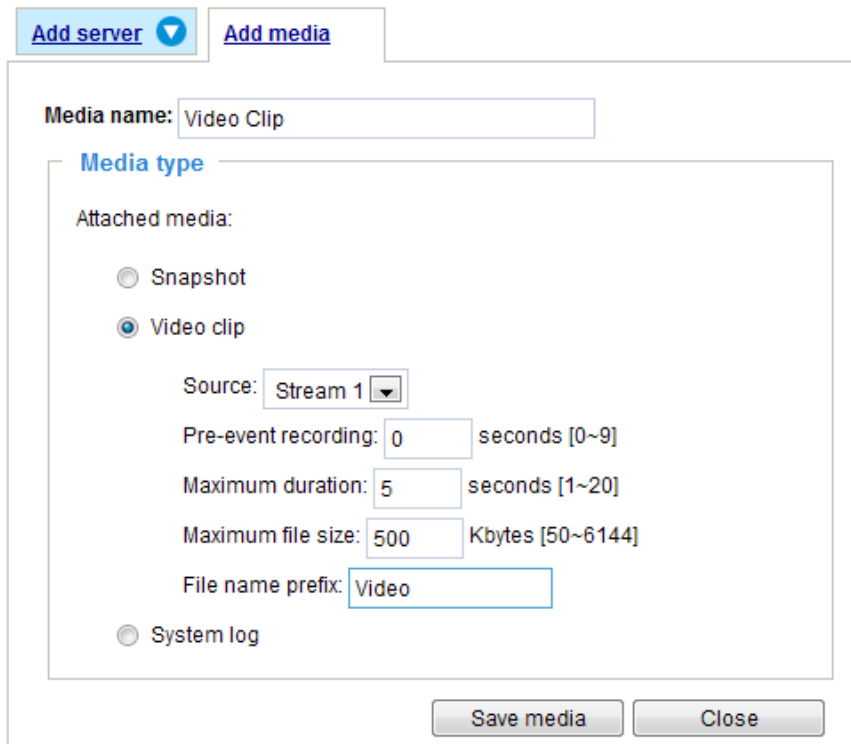 Add server Add media
Media name: Video Clip
Media type
Attached media:
Snapshot
Video clip
Source: Stream 1
Pre-event recording: 0 seconds [0~9]
Maximum duration: 5 seconds [1~20]
Maximum file size: 500 Kbytes [50~6144]
File name prefix: Video
System log
Save media Close